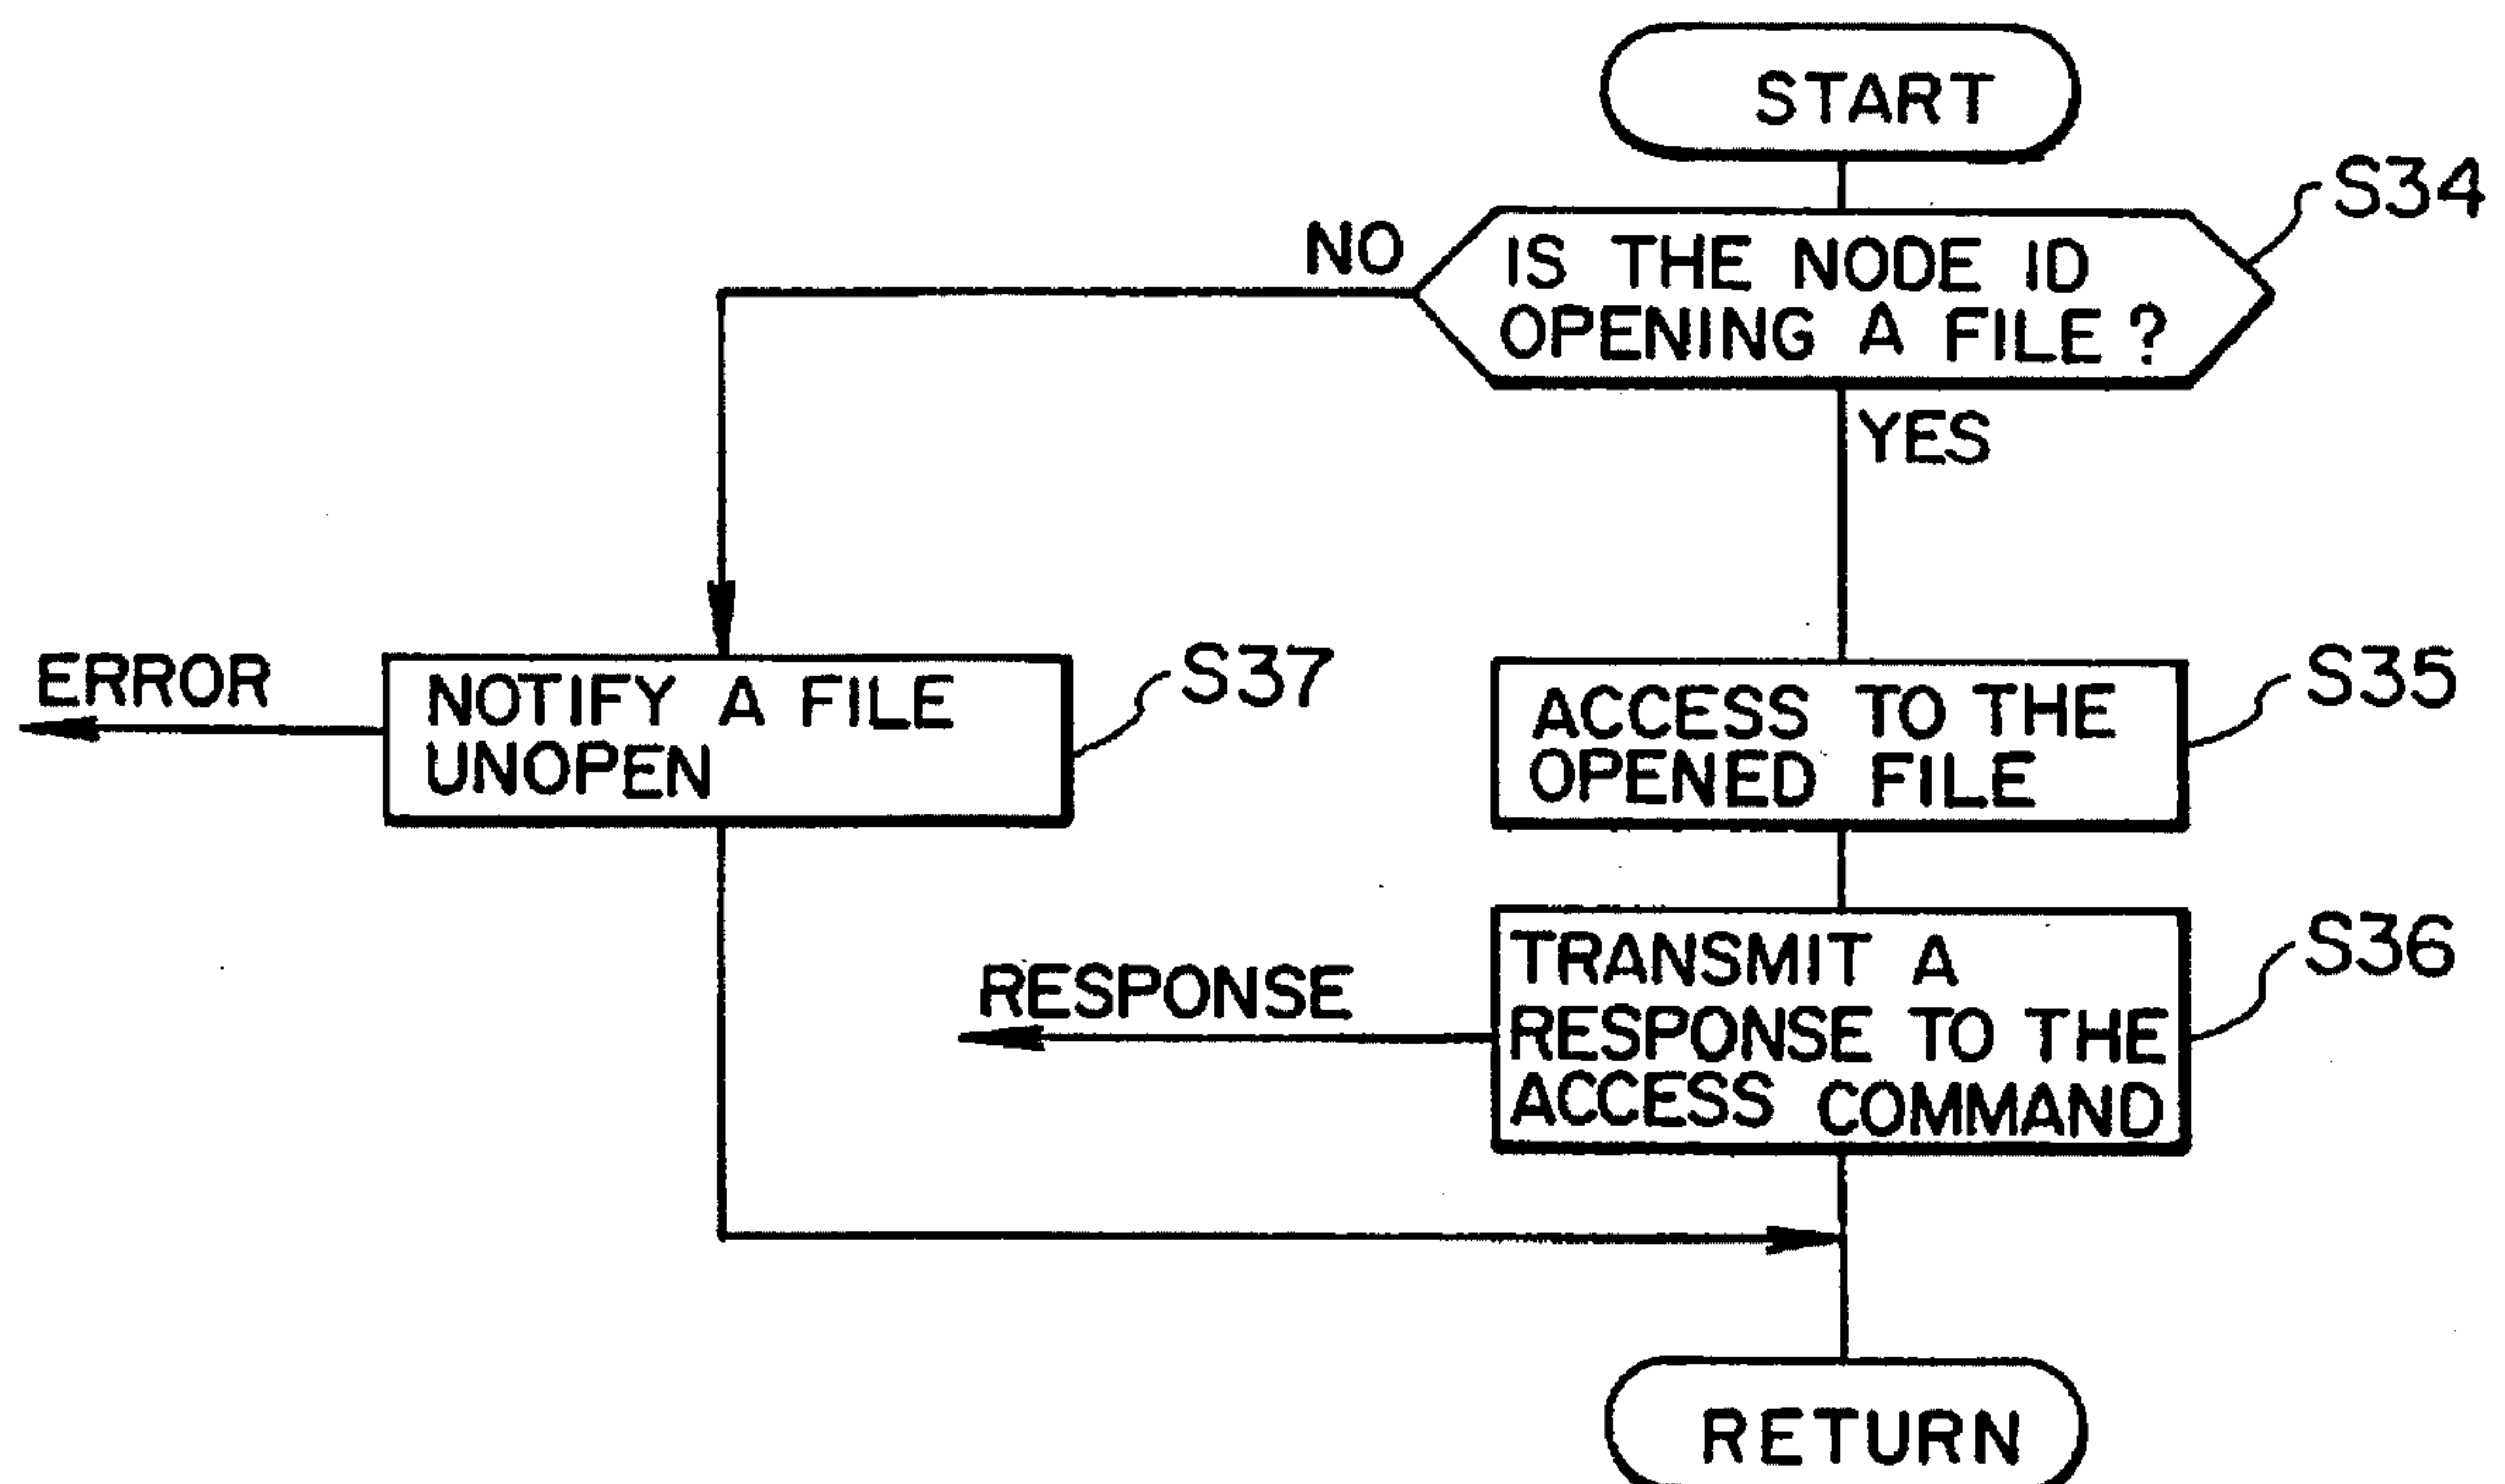 START
S34
NO
IS THE NODE ID
OPENING A FILE ?
YES
ERROR
NOTIFY A FILE
UNOPEN
S37
ACCESS TO THE
OPENED FILE
S35
RESPONSE
TRANSMIT A
RESPONSE TO THE
ACCESS COMMAND
S36
RETURN